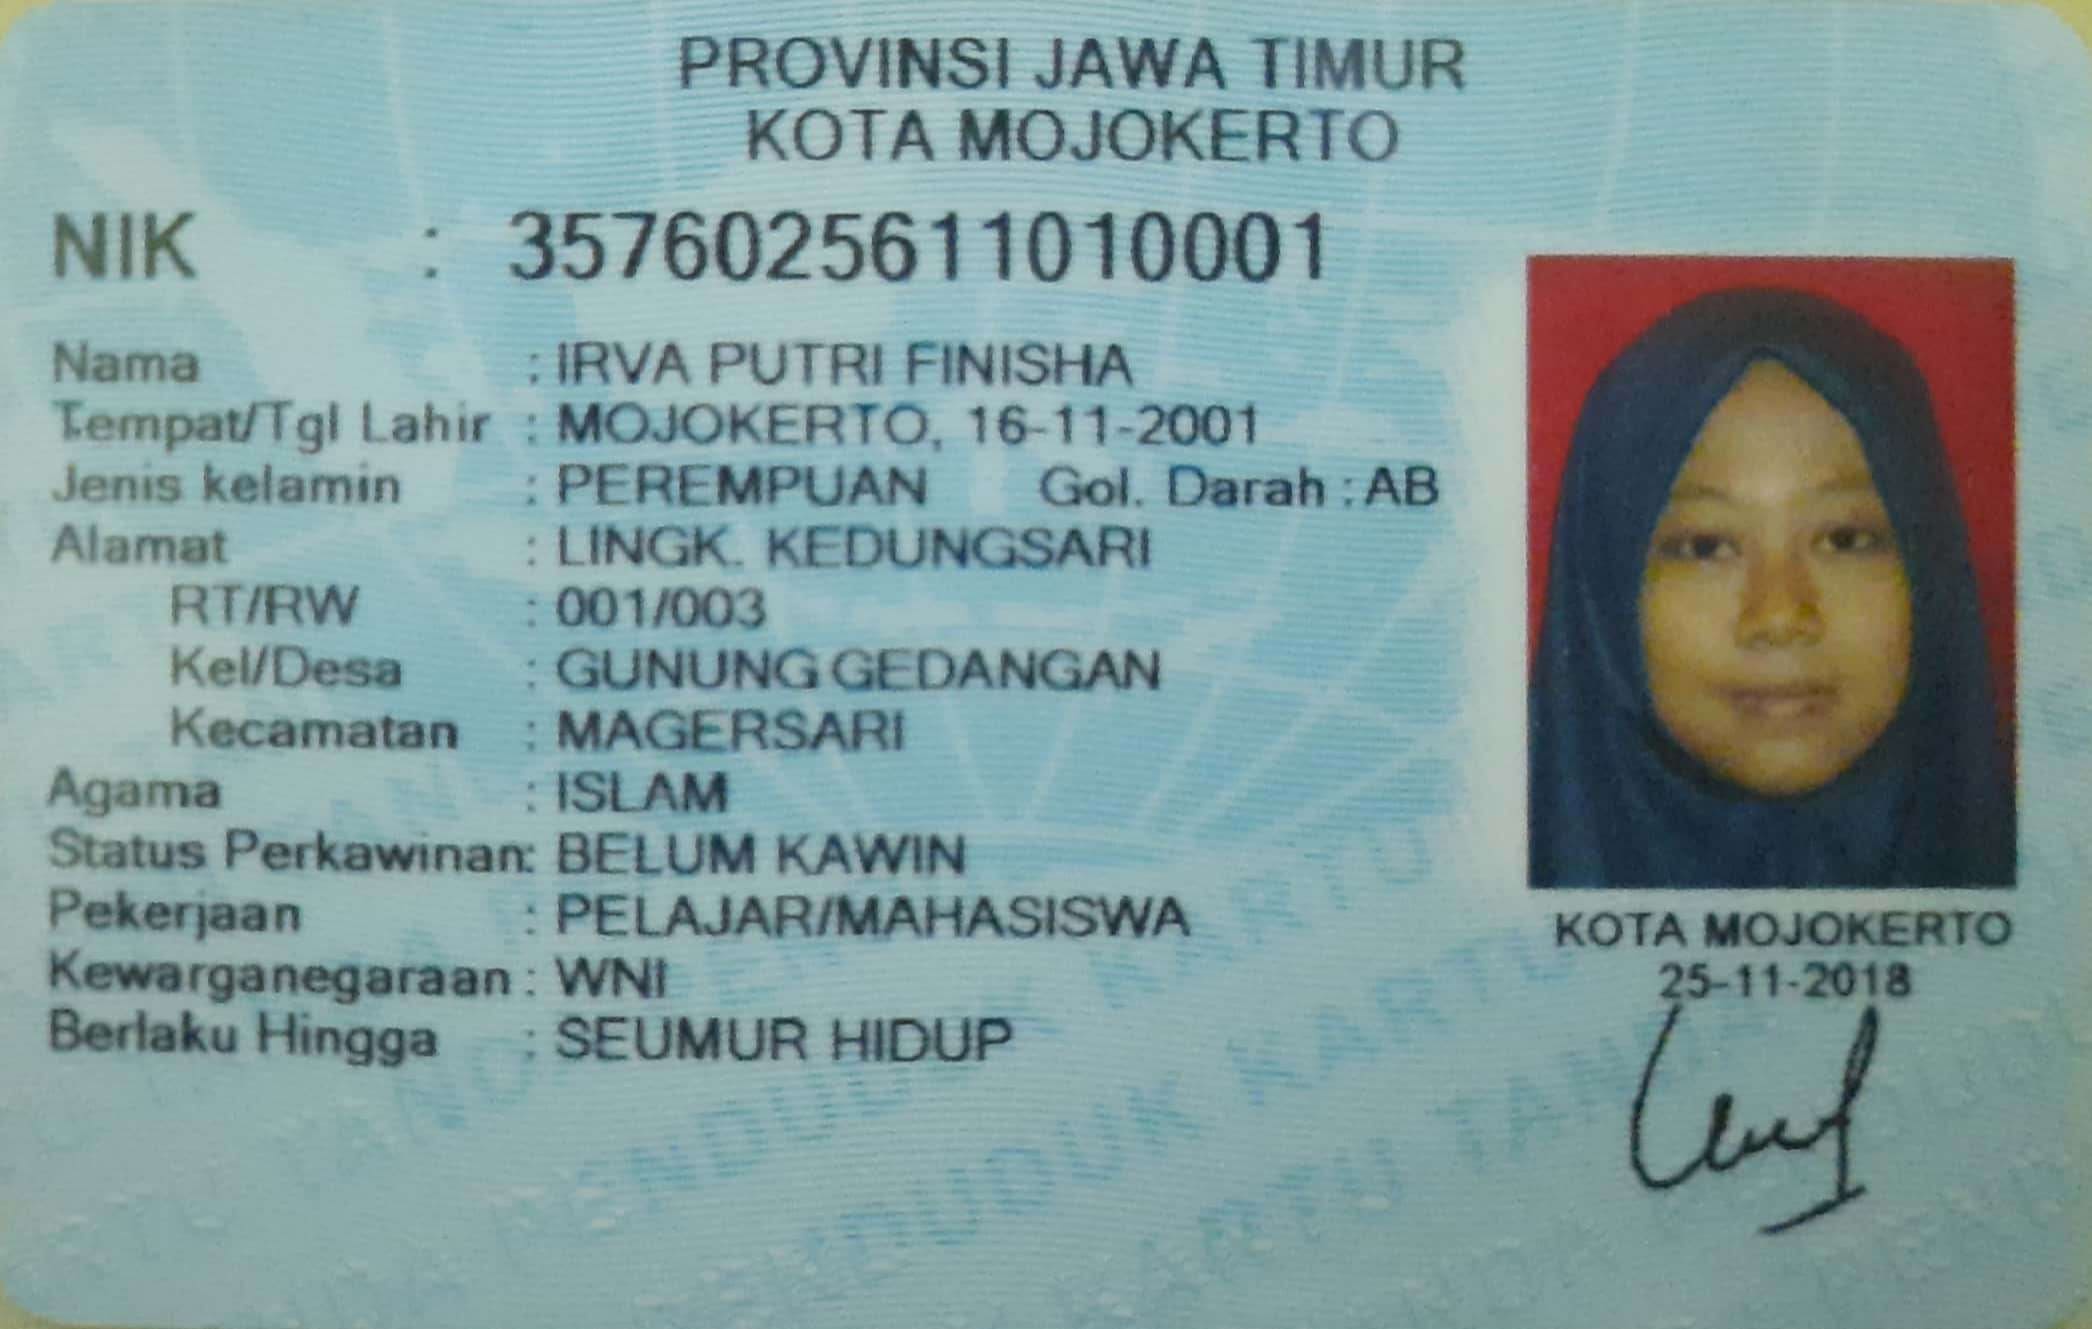 PROVINSI JAWA TIMUR
KOTA MOJOKERTO
NIK : 3576025611010001
Nama : IRVA PUTRI FINISHA
Tempat/Tgl Lahir : MOJOKERTO, 16-11-2001
Jenis kelamin : PEREMPUAN Gol. Darah : AB
Alamat : LINGK. KEDUNGSARI
RT/RW : 001/003
Kel/Desa : GUNUNG GEDANGAN
Kecamatan : MAGERSARI
Agama : ISLAM
Status Perkawinan: BELUM KAWIN
Pekerjaan : PELAJAR/MAHASISWA
Kewarganegaraan : WNI
Berlaku Hingga : SEUMUR HIDUP
KOTA MOJOKERTO
25-11-2018